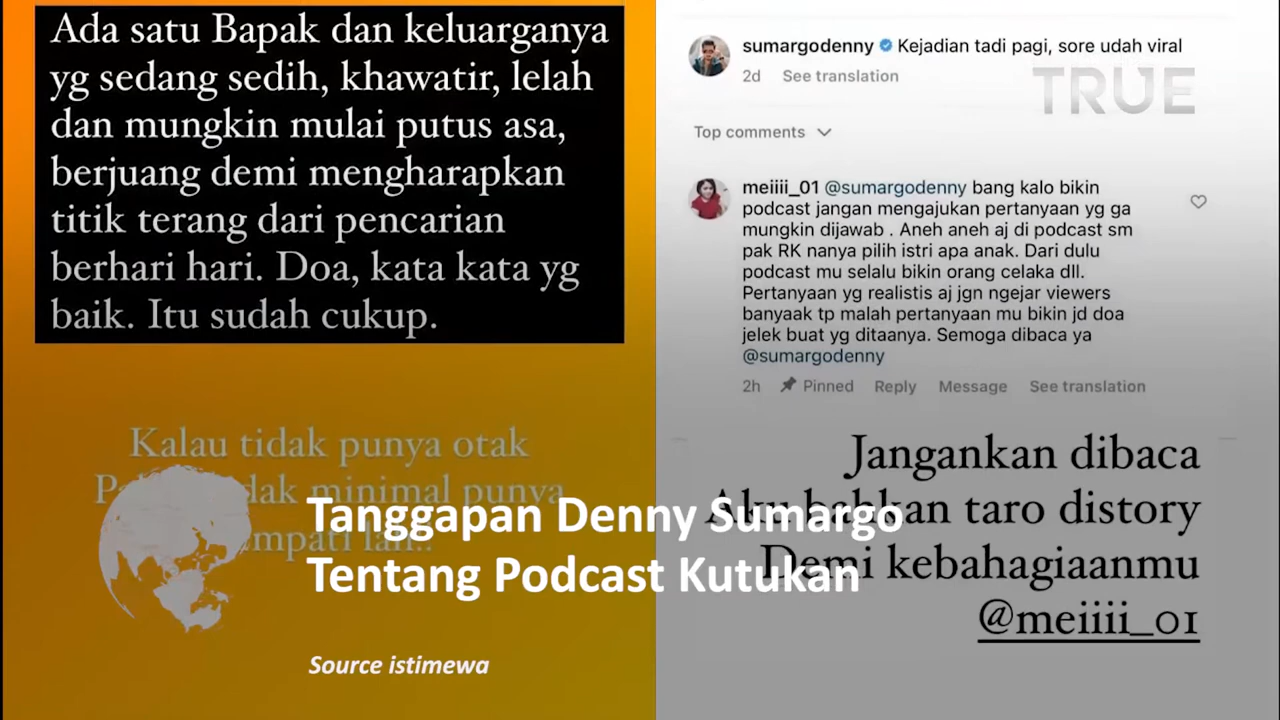 Ada satu Bapak dan keluarganya
yg sedang sedih, khawatir, lelah
dan mungkin mulai putus asa,
berjuang demi mengharapkan
titik terang dari pencarian
berhari hari. Doa, kata kata yg
baik. Itu sudah cukup.
Kalau tidak punya otak
minimal punya
sumargodenny Kejadian tadi pagi, sore udah viral
2d See translation
TRUE
Top comments
meiiii_01 @sumargodenny bang kalo bikin
podcast jangan mengajukan pertanyaan yg ga
mungkin dijawab . Aneh aneh aj di podcast sm
pak RK nanya pilih istri apa anak. Dari dulu
podcast mu selalu bikin orang celaka dll.
Pertanyaan yg realistis aj jgn ngejar viewers
banyaak tp malah pertanyaan mu bikin jd doa
jelek buat yg ditaanya. Semoga dibaca ya
@sumargodenny
2h Pinned Reply Message See translation
Jangankan dibaca
Aku bahkan taro distory
Demi kebahagiaanmu
@meiiii_01
Tanggapan Denny Sumargo
Tentang Podcast Kutukan
Source istimewa